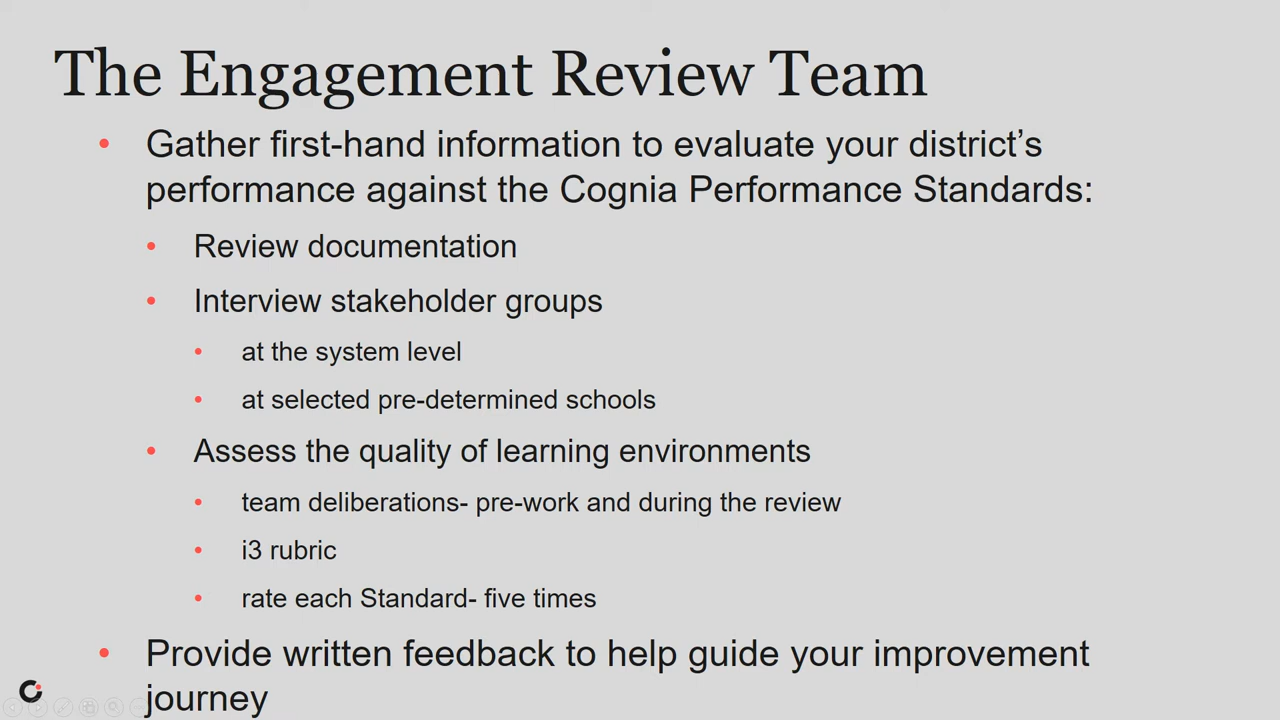 The Engagement Review Team
• Gather first-hand information to evaluate your district’s
performance against the Cognia Performance Standards:
• Review documentation
• Interview stakeholder groups
• at the system level
• at selected pre-determined schools
• Assess the quality of learning environments
• team deliberations- pre-work and during the review
• i3 rubric
• rate each Standard- five times
• Provide written feedback to help guide your improvement
journey